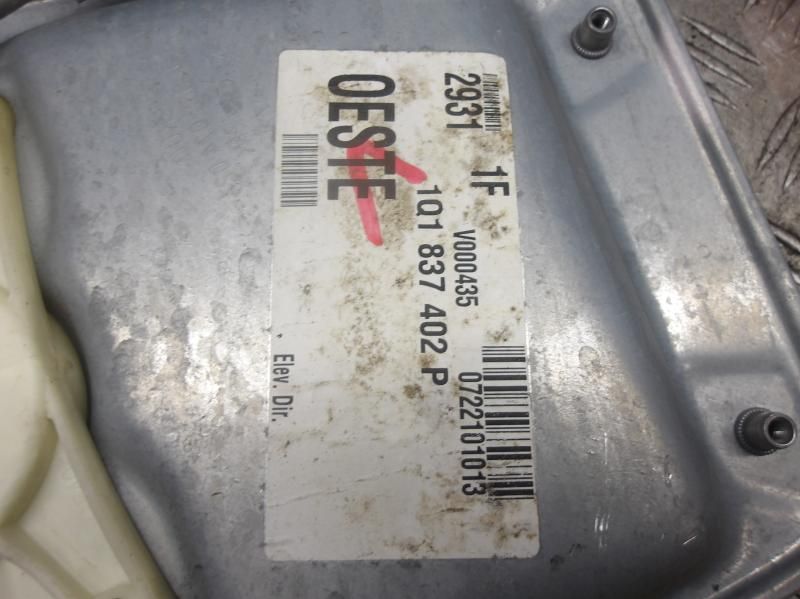 2931 1F
V000435 0722101013
1Q1 837 402 P
OESTE
Elev. Dir.